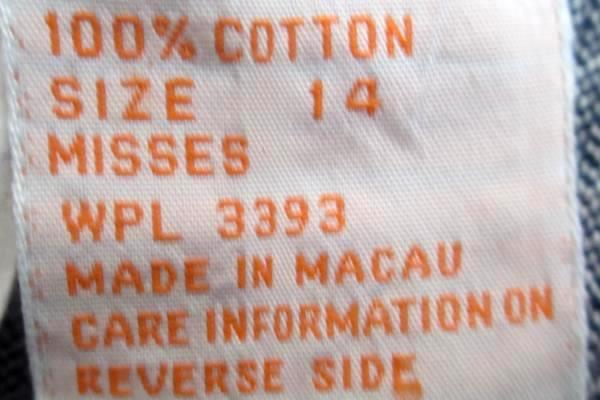 100% COTTON
SIZE 14
MISSES
WPL 3393
MADE IN MACAU
CARE INFORMATION ON
REVERSE SIDE